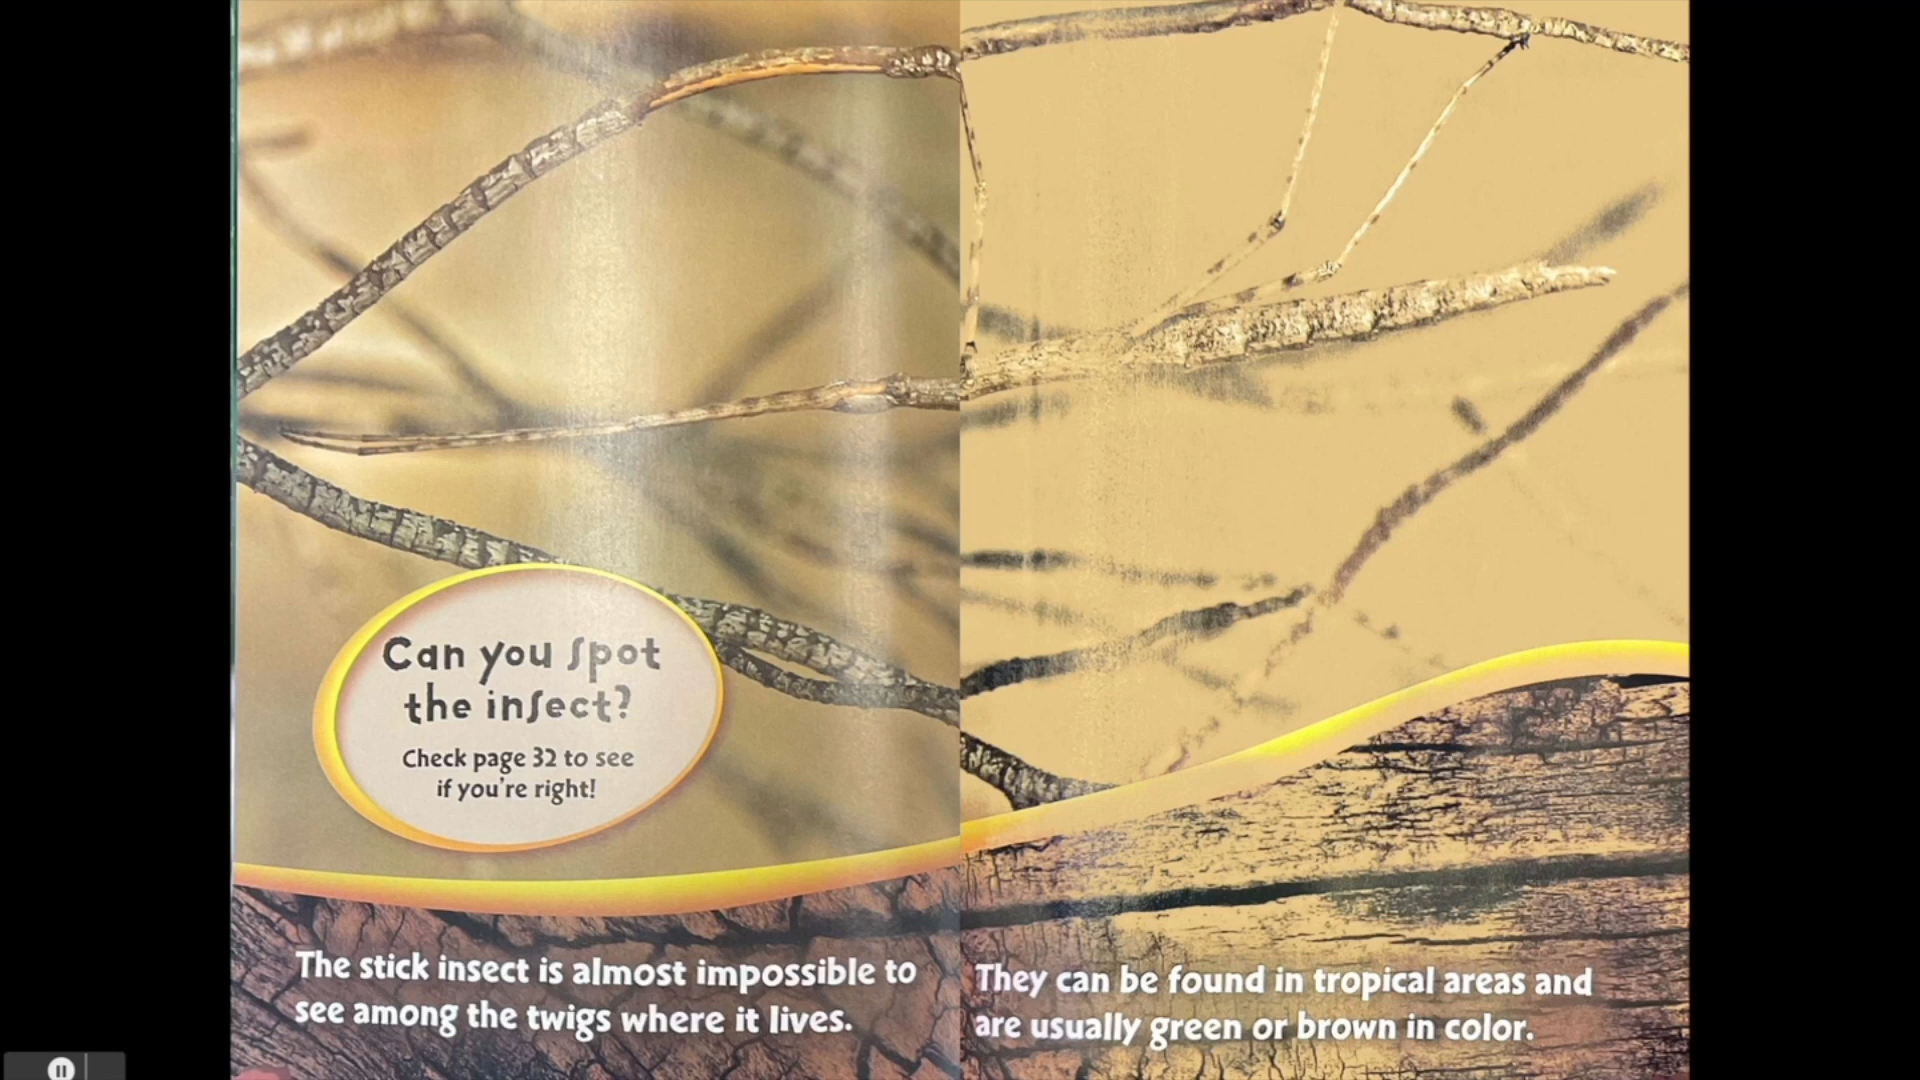 Can you spot
the insect?
Check page 32 to see
if you're right!
The stick insect is almost impossible to
see among the twigs where it lives.
They can be found in tropical areas and
are usually green or brown in color.